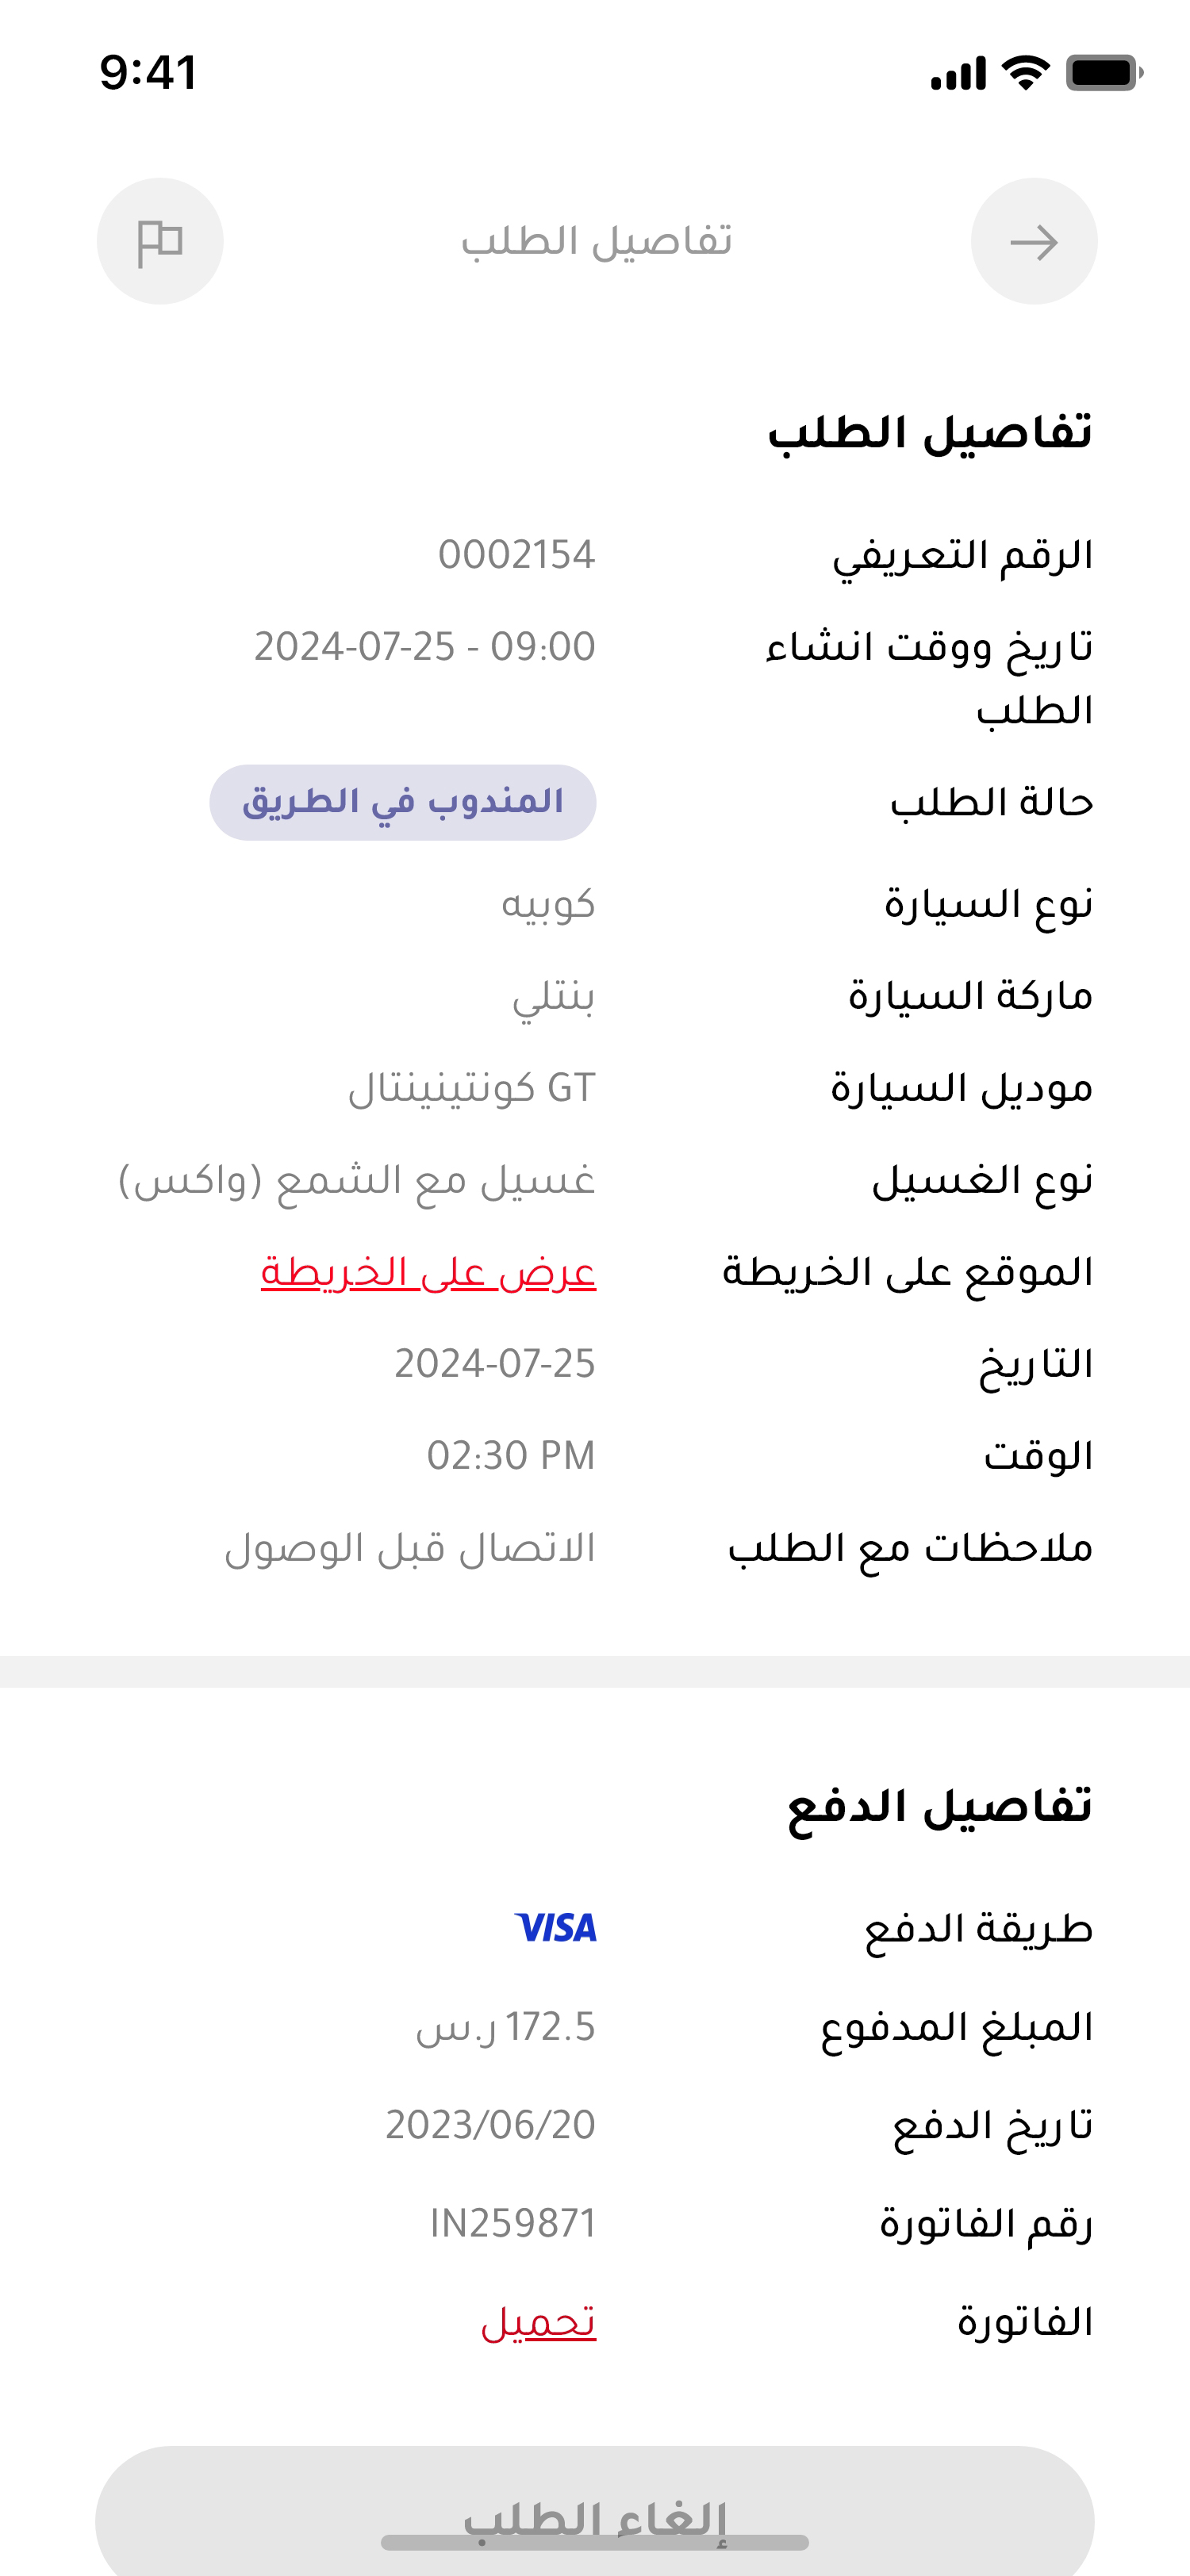 9:41
تفاصيل الطلب
تفاصيل الطلب
الرقم التعريفي 0002154
تاريخ ووقت انشاء 2024-07-25 - 09:00
الطلب
حالة الطلب المندوب في الطريق
نوع السيارة كوبيه
ماركة السيارة بنتلي
موديل السيارة GT كونتينينتال
نوع الغسيل غسيل مع الشمع (واكس)
الموقع على الخريطة عرض على الخريطة
التاريخ 2024-07-25
الوقت 02:30 PM
ملاحظات مع الطلب الاتصال قبل الوصول
تفاصيل الدفع
طريقة الدفع VISA
المبلغ المدفوع 172.5 ر.س
تاريخ الدفع 2023/06/20
رقم الفاتورة IN259871
الفاتورة تحميل
إلغاء الطلب